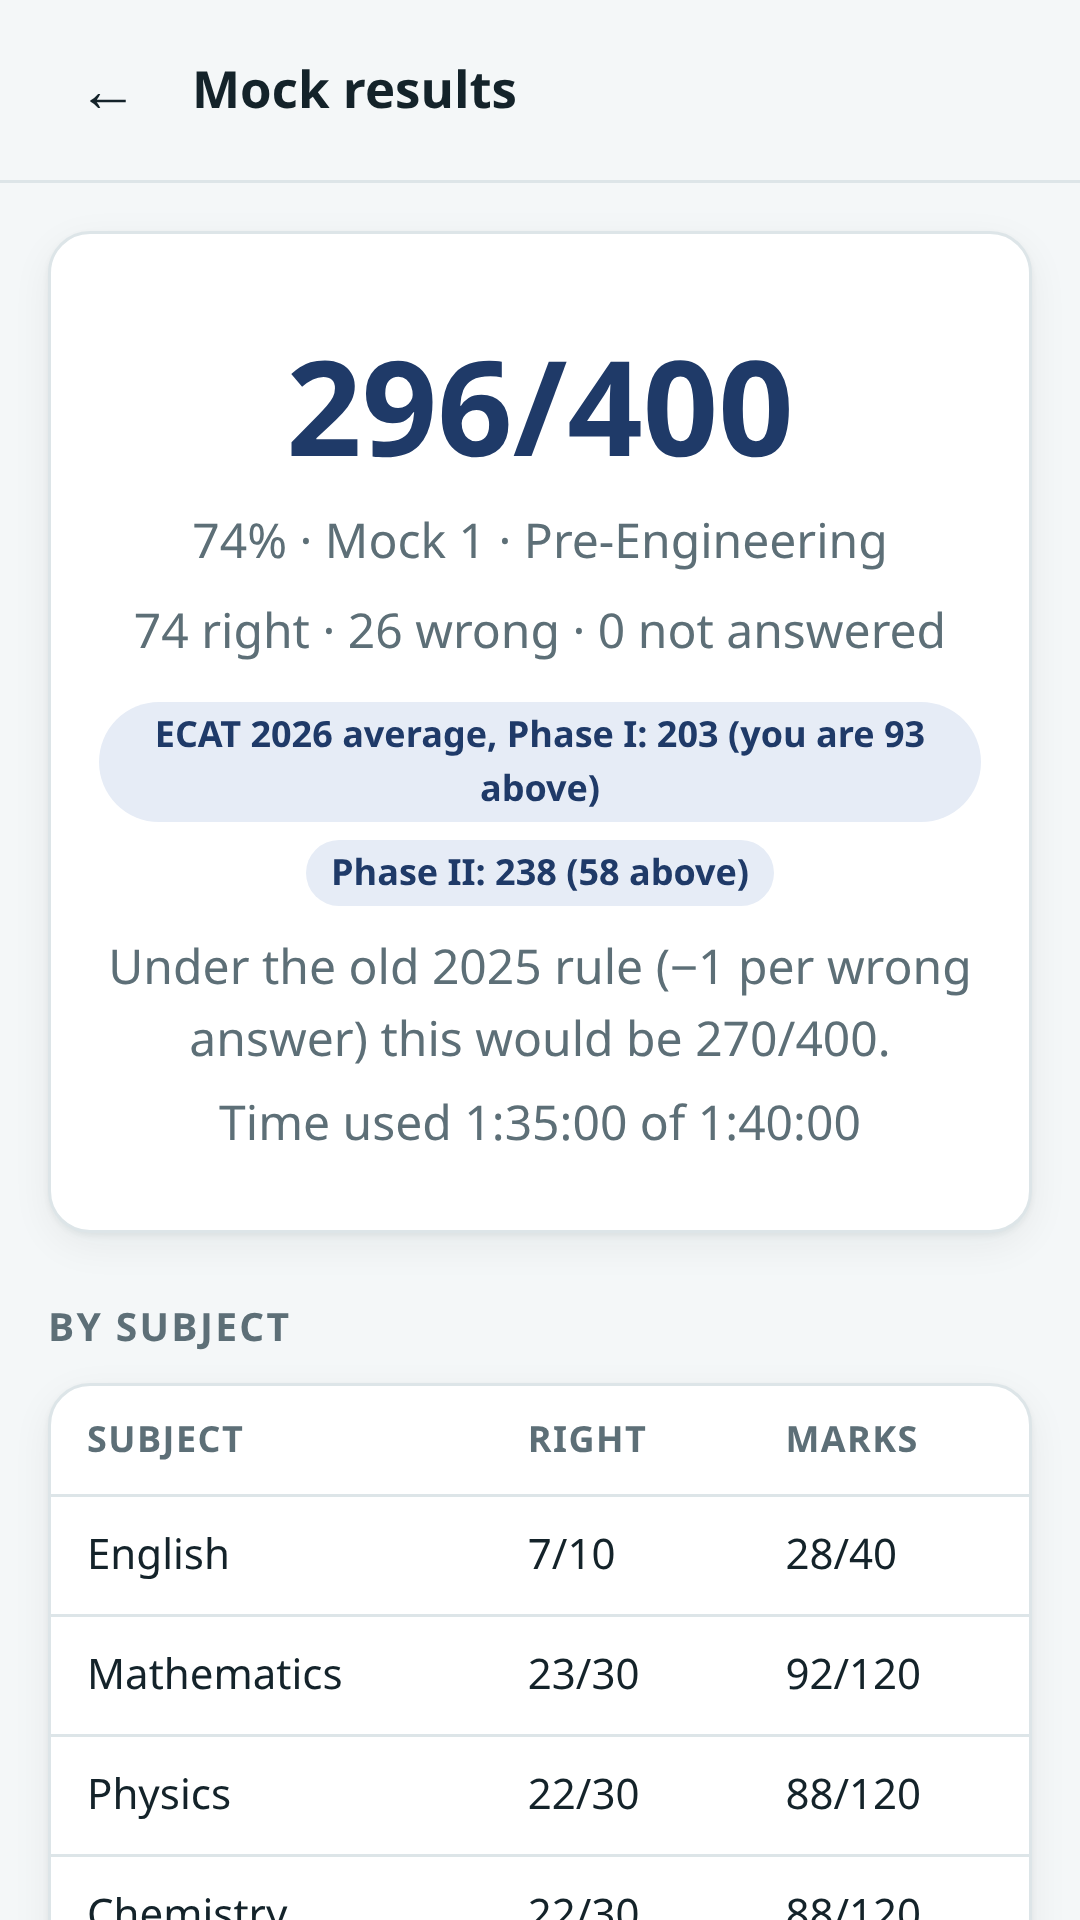 ← Mock results
296/400
74% · Mock 1 · Pre-Engineering
74 right · 26 wrong · 0 not answered
ECAT 2026 average, Phase I: 203 (you are 93
above)
Phase II: 238 (58 above)
Under the old 2025 rule (−1 per wrong
answer) this would be 270/400.
Time used 1:35:00 of 1:40:00
BY SUBJECT
SUBJECT RIGHT MARKS
English 7/10 28/40
Mathematics 23/30 92/120
Physics 22/30 88/120
Chemistry 22/30 88/120